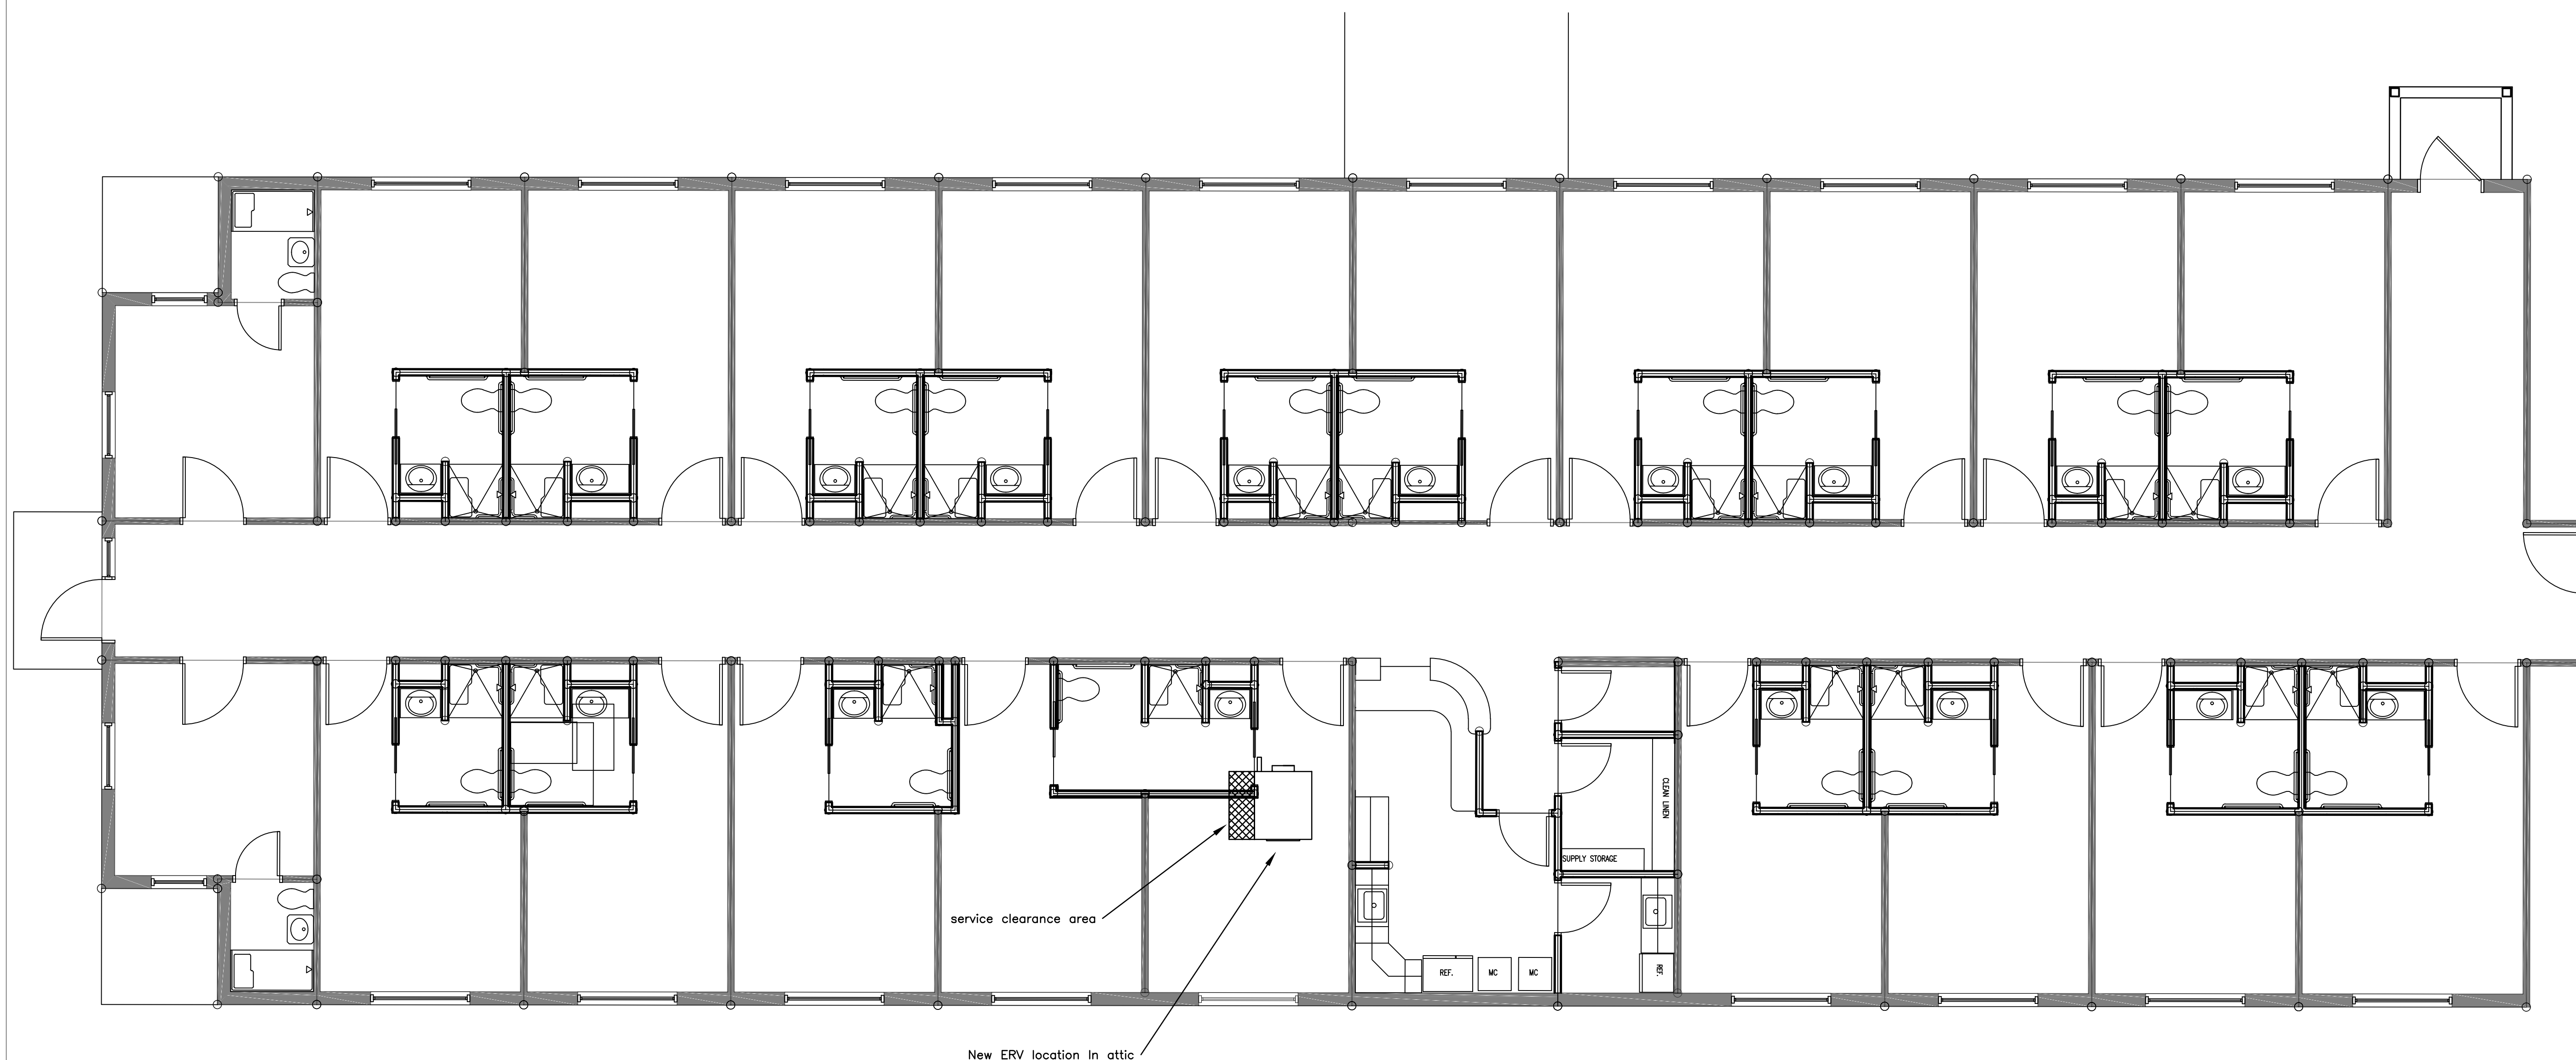 CLEAN LINEN
SUPPLY STORAGE
service clearance area
REF.
MC
MC
REF.
New ERV location In attic